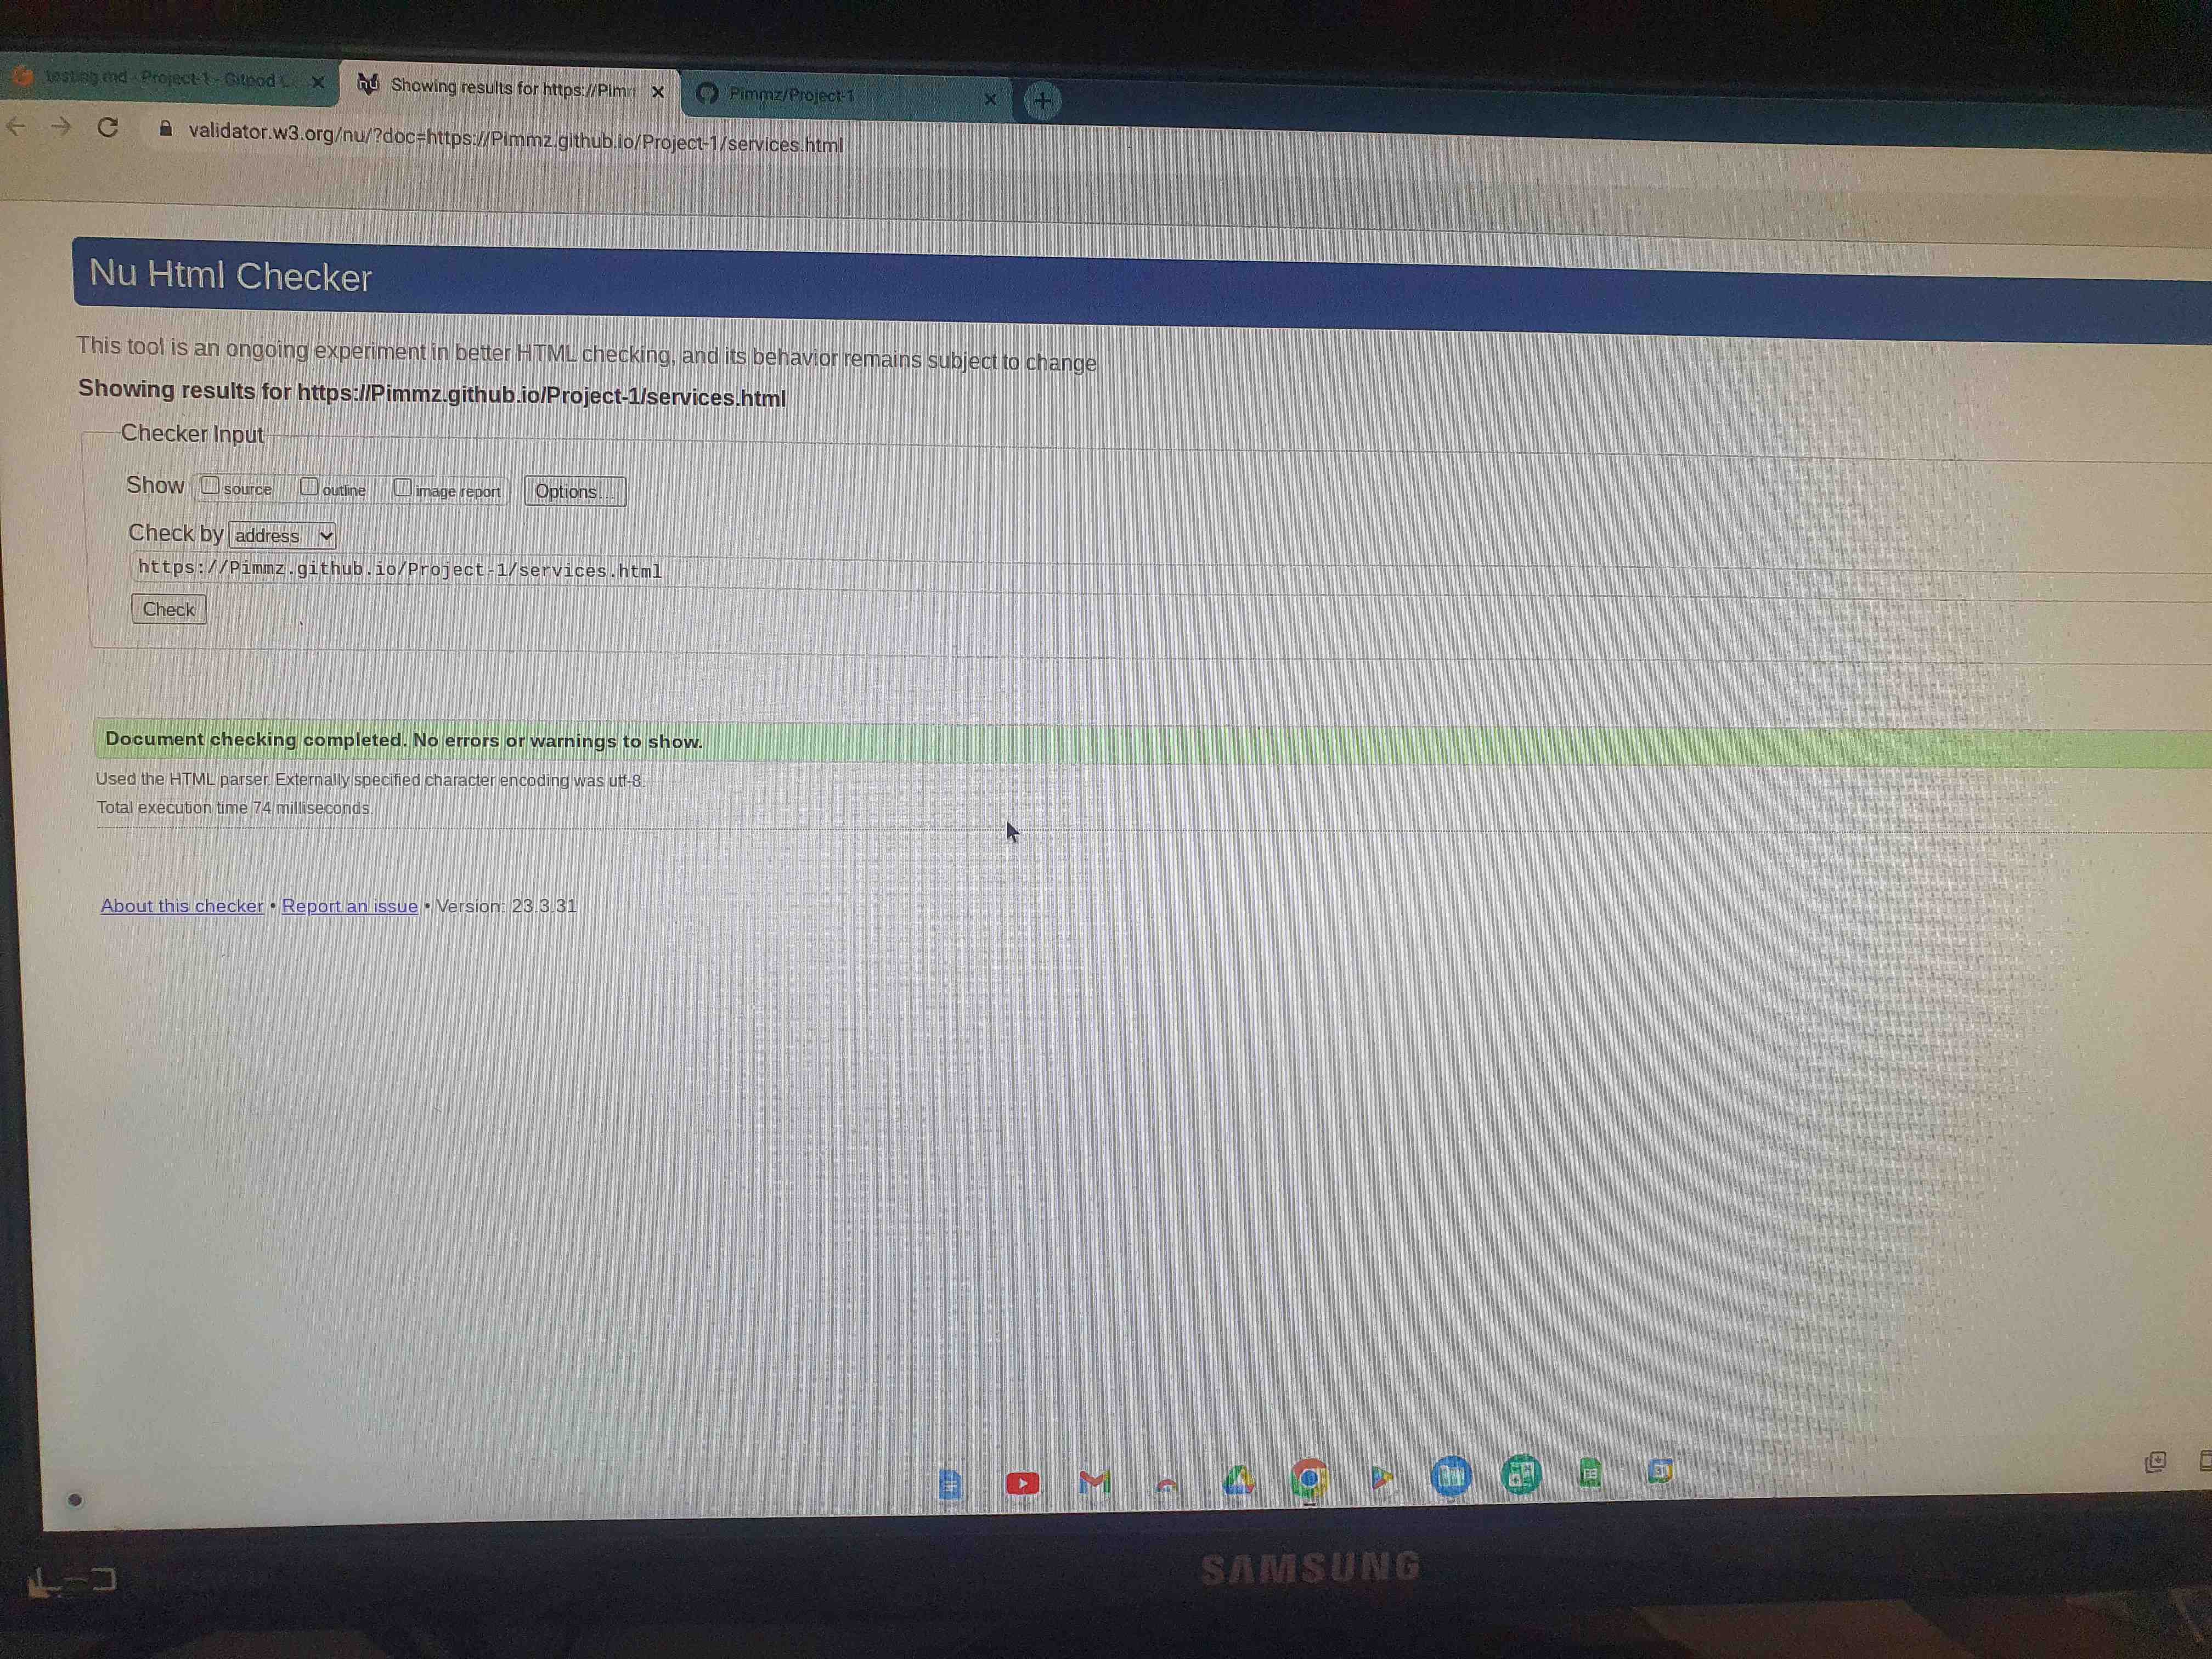 testing.md - Project-1 - Gitpod C
Showing results for https://Pimn
Pimmz/Project-1
validator.w3.org/nu/?doc=https://Pimmz.github.io/Project-1/services.html
Nu Html Checker
This tool is an ongoing experiment in better HTML checking, and its behavior remains subject to change
Showing results for https://Pimmz.github.io/Project-1/services.html
Checker Input
Show source outline image report Options...
Check by address
https://Pimmz.github.io/Project-1/services.html
Check
Document checking completed. No errors or warnings to show.
Used the HTML parser. Externally specified character encoding was utf-8.
Total execution time 74 milliseconds.
About this checker • Report an issue • Version: 23.3.31
31
SAMSUNG